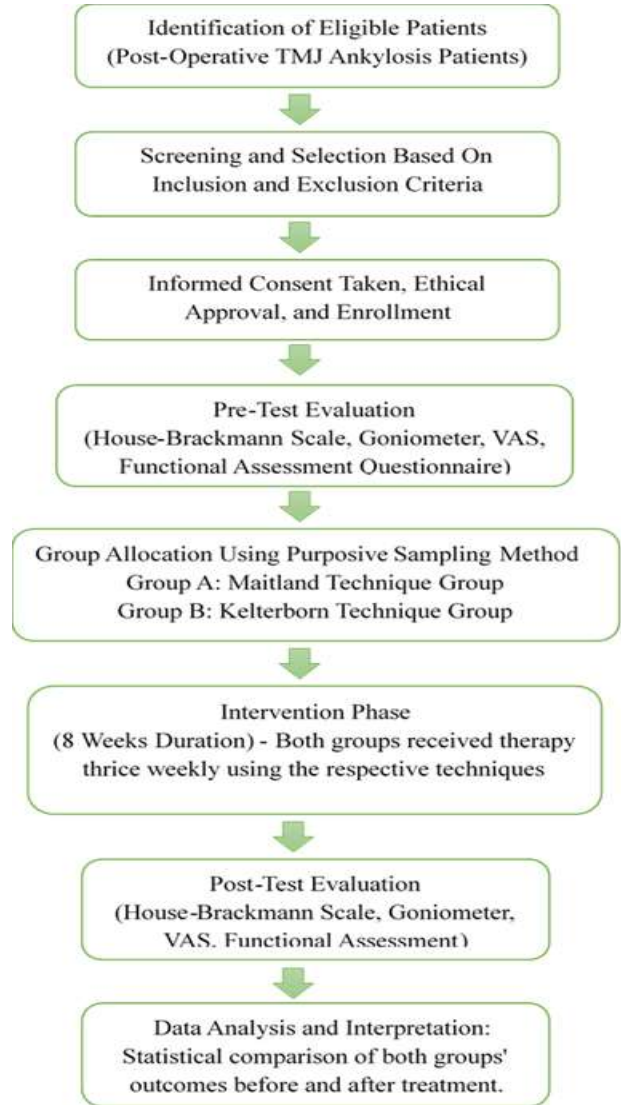 Identification of Eligible Patients
(Post-Operative TMJ Ankylosis Patients)
Screening and Selection Based On
Inclusion and Exclusion Criteria
Informed Consent Taken, Ethical
Approval, and Enrollment
Pre-Test Evaluation
(House-Brackmann Scale, Goniometer, VAS,
Functional Assessment Questionnaire)
Group Allocation Using Purposive Sampling Method
Group A: Maitland Technique Group
Group B: Kelterborn Technique Group
Intervention Phase
(8 Weeks Duration) - Both groups received therapy
thrice weekly using the respective techniques
Post-Test Evaluation
(House-Brackmann Scale, Goniometer,
VAS, Functional Assessment)
Data Analysis and Interpretation:
Statistical comparison of both groups'
outcomes before and after treatment.